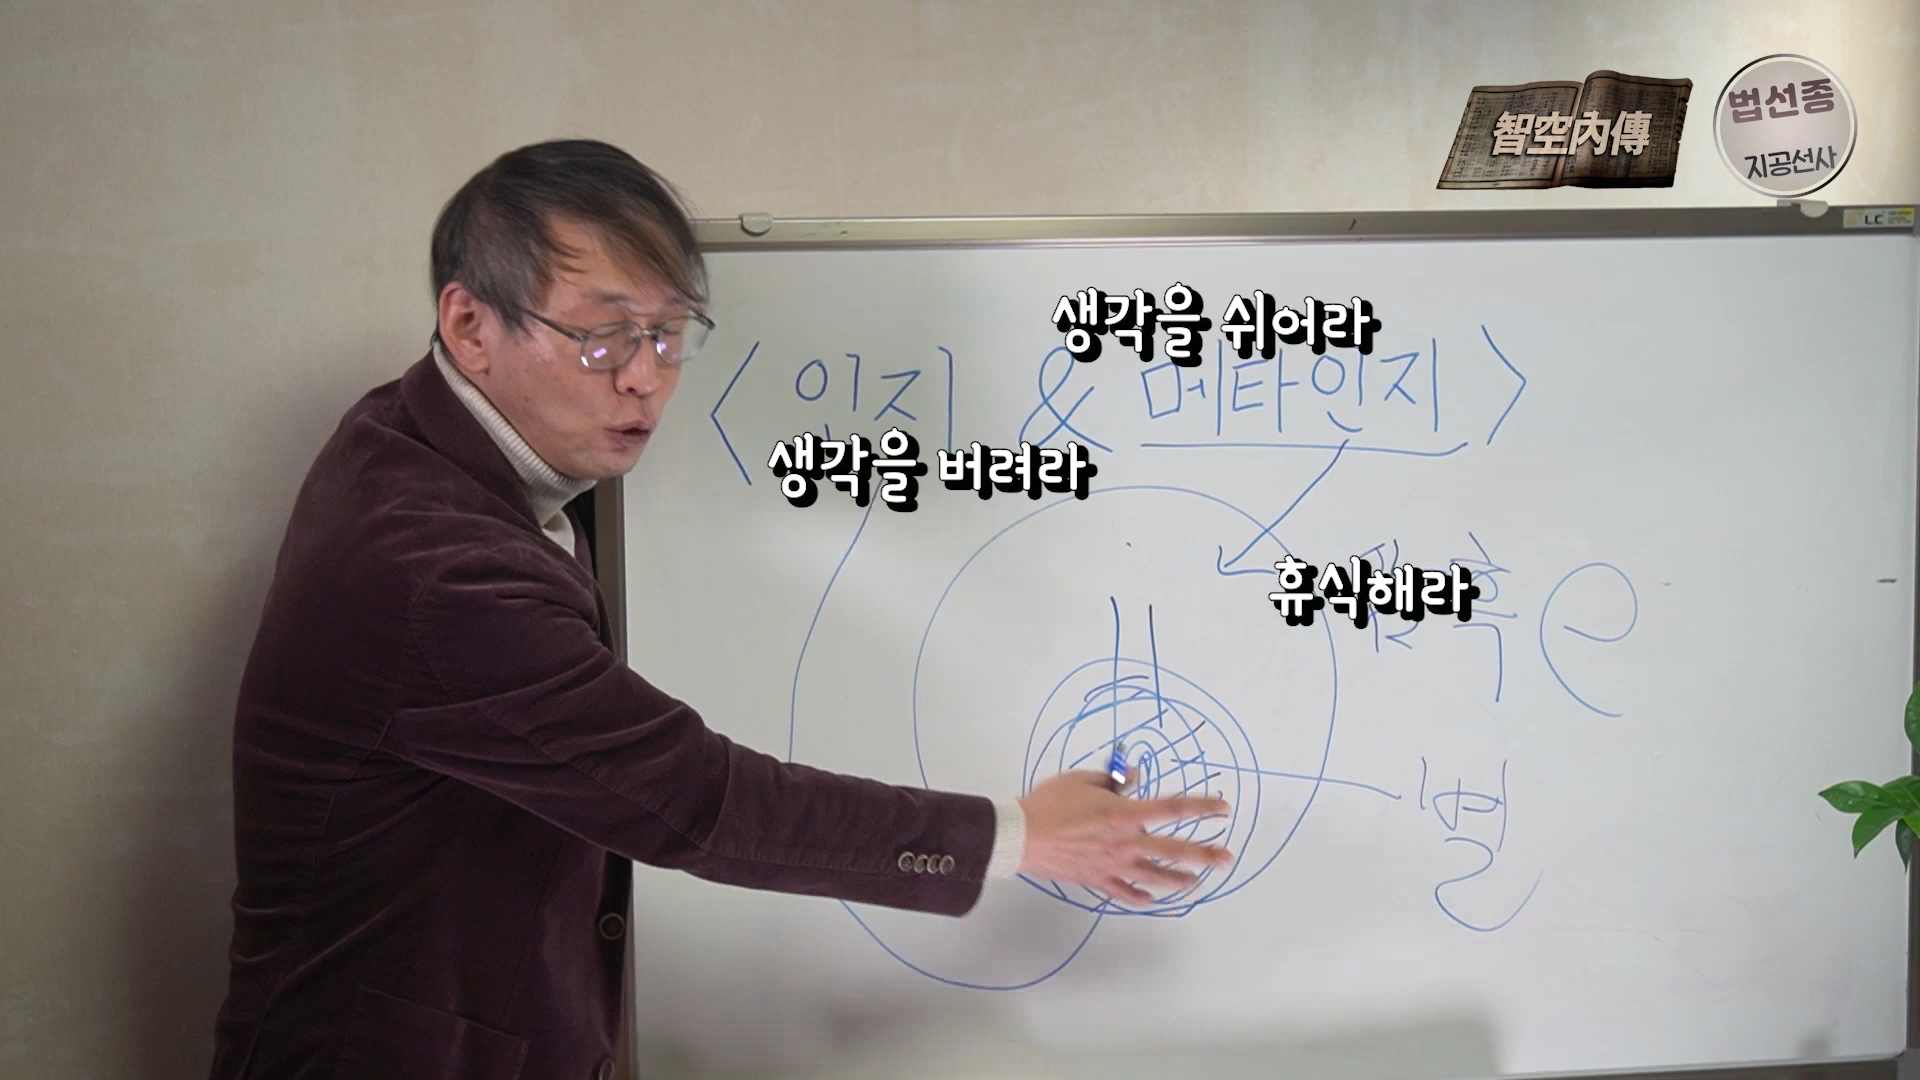 智空內傳
법선종
지공선사
생각을 쉬어라
<인지 & 메타인지>
생각을 버려라
휴식해라
별